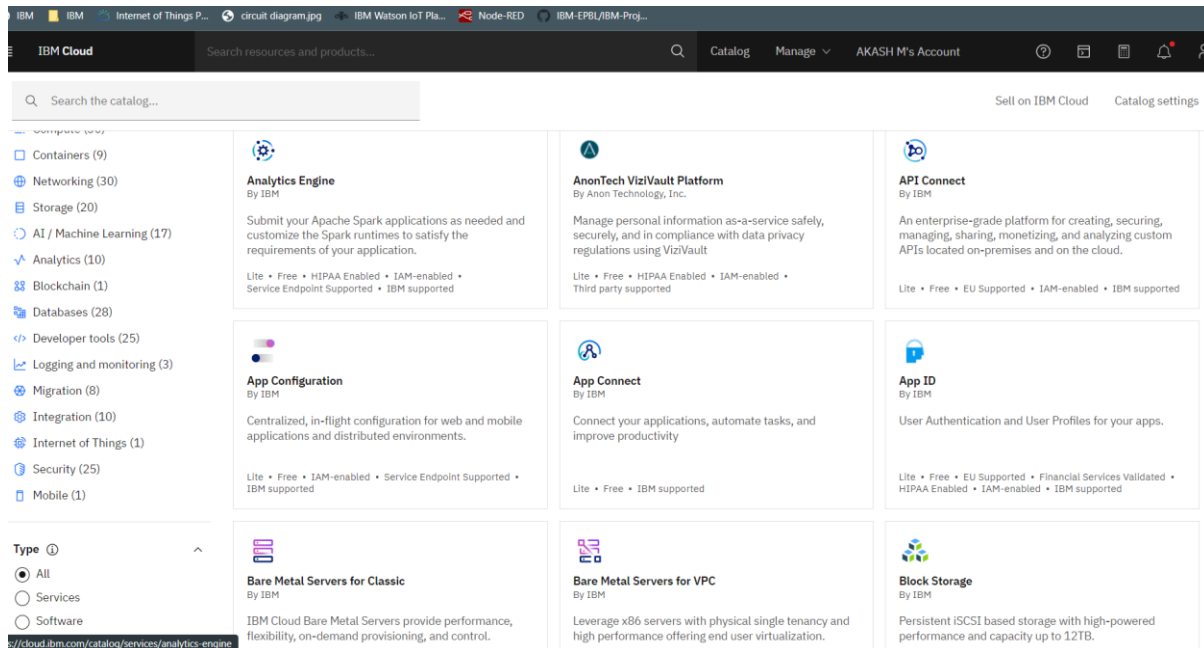 IBM IBM Internet of Things P... circuit diagram.jpg IBM Watson IoT Pla... Node-RED IBM-EPBL/IBM-Proj...
IBM Cloud Search resources and products... Catalog Manage AKASH M's Account
Search the catalog... Sell on IBM Cloud Catalog settings
Containers (9)
Networking (30)
Storage (20)
AI / Machine Learning (17)
Analytics (10)
Blockchain (1)
Databases (28)
Developer tools (25)
Logging and monitoring (3)
Migration (8)
Integration (10)
Internet of Things (1)
Security (25)
Mobile (1)
Type
All
Services
Software
s://cloud.ibm.com/catalog/services/analytics-engine
Analytics Engine
By IBM
Submit your Apache Spark applications as needed and
customize the Spark runtimes to satisfy the
requirements of your application.
Lite • Free • HIPAA Enabled • IAM-enabled •
Service Endpoint Supported • IBM supported
AnonTech ViziVault Platform
By Anon Technology, Inc.
Manage personal information as-a-service safely,
securely, and in compliance with data privacy
regulations using ViziVault
Lite • Free • HIPAA Enabled • IAM-enabled •
Third party supported
API Connect
By IBM
An enterprise-grade platform for creating, securing,
managing, sharing, monetizing, and analyzing custom
APIs located on-premises and on the cloud.
Lite • Free • EU Supported • IAM-enabled • IBM supported
App Configuration
By IBM
Centralized, in-flight configuration for web and mobile
applications and distributed environments.
Lite • Free • IAM-enabled • Service Endpoint Supported •
IBM supported
App Connect
By IBM
Connect your applications, automate tasks, and
improve productivity
Lite • Free • IBM supported
App ID
By IBM
User Authentication and User Profiles for your apps.
Lite • Free • EU Supported • Financial Services Validated •
HIPAA Enabled • IAM-enabled • IBM supported
Bare Metal Servers for Classic
By IBM
IBM Cloud Bare Metal Servers provide performance,
flexibility, on-demand provisioning, and control.
Bare Metal Servers for VPC
By IBM
Leverage x86 servers with physical single tenancy and
high performance offering end user virtualization.
Block Storage
By IBM
Persistent iSCSI based storage with high-powered
performance and capacity up to 12TB.